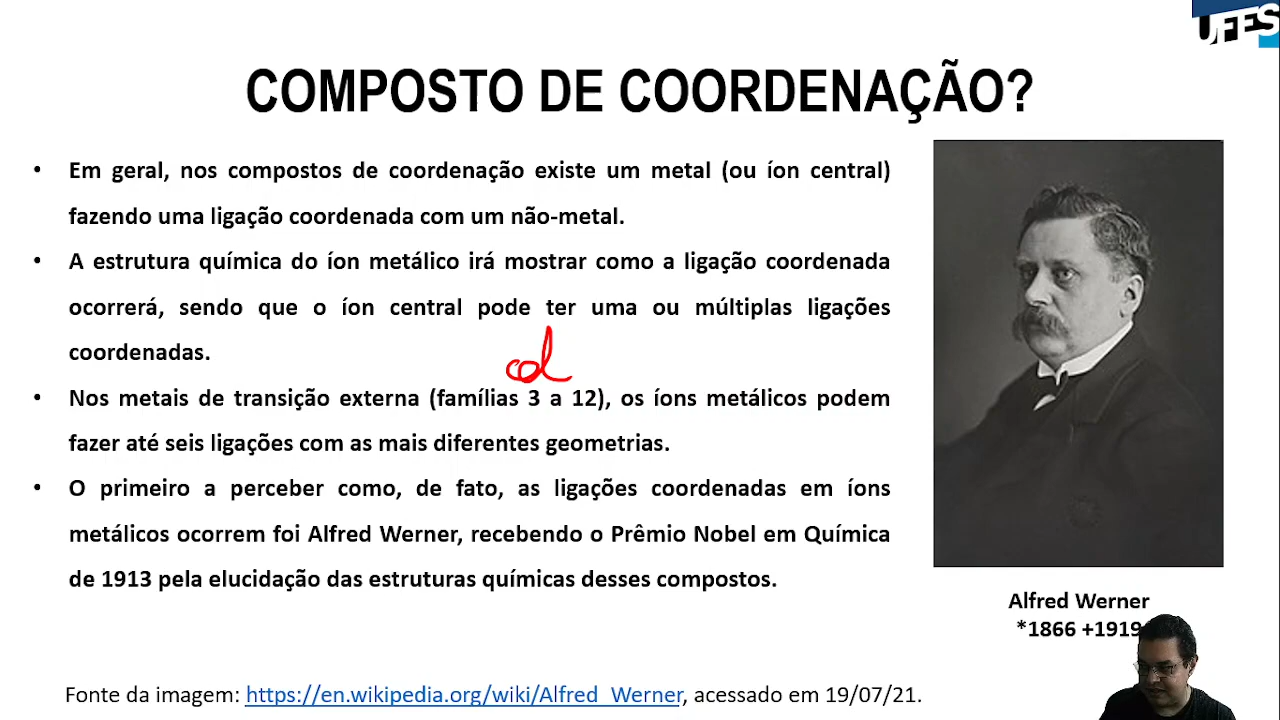 UFES
COMPOSTO DE COORDENAÇÃO?
• Em geral, nos compostos de coordenação existe um metal (ou íon central)
fazendo uma ligação coordenada com um não-metal.
• A estrutura química do íon metálico irá mostrar como a ligação coordenada
ocorrerá, sendo que o íon central pode ter uma ou múltiplas ligações
coordenadas.
d
• Nos metais de transição externa (famílias 3 a 12), os íons metálicos podem
fazer até seis ligações com as mais diferentes geometrias.
• O primeiro a perceber como, de fato, as ligações coordenadas em íons
metálicos ocorrem foi Alfred Werner, recebendo o Prêmio Nobel em Química
de 1913 pela elucidação das estruturas químicas desses compostos.
Alfred Werner
*1866 +1919
Fonte da imagem: https://en.wikipedia.org/wiki/Alfred_Werner, acessado em 19/07/21.